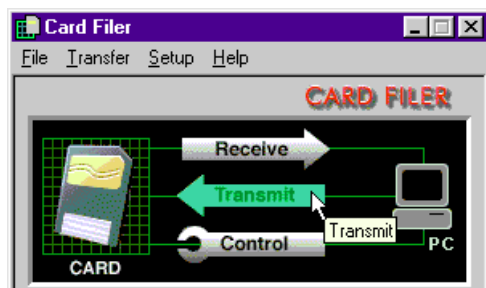 Card Filer
File Transfer Setup Help
CARD FILER
Receive
Transmit
Transmit
Control
PC
CARD